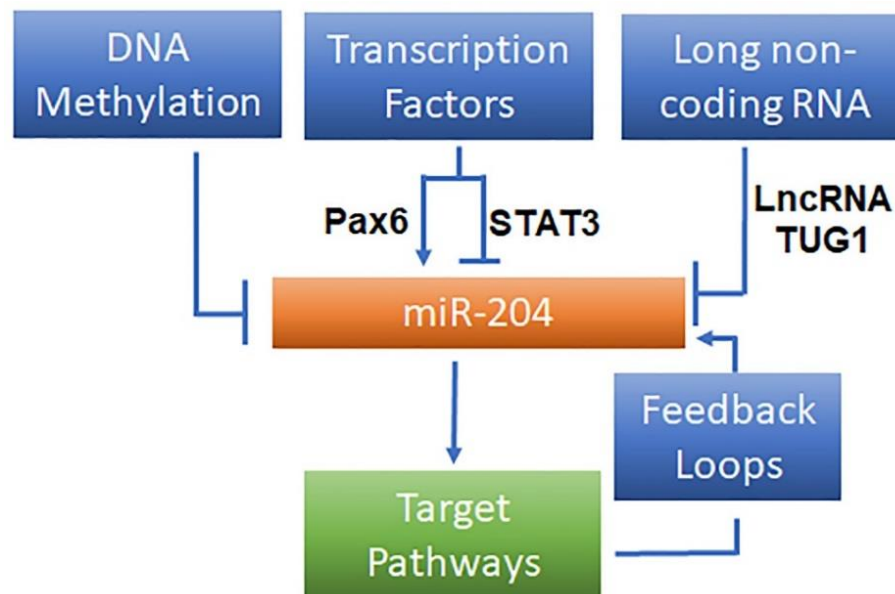 DNA
Methylation
Transcription
Factors
Long non-
coding RNA
Pax6
STAT3
LncRNA
TUG1
miR-204
Feedback
Loops
Target
Pathways